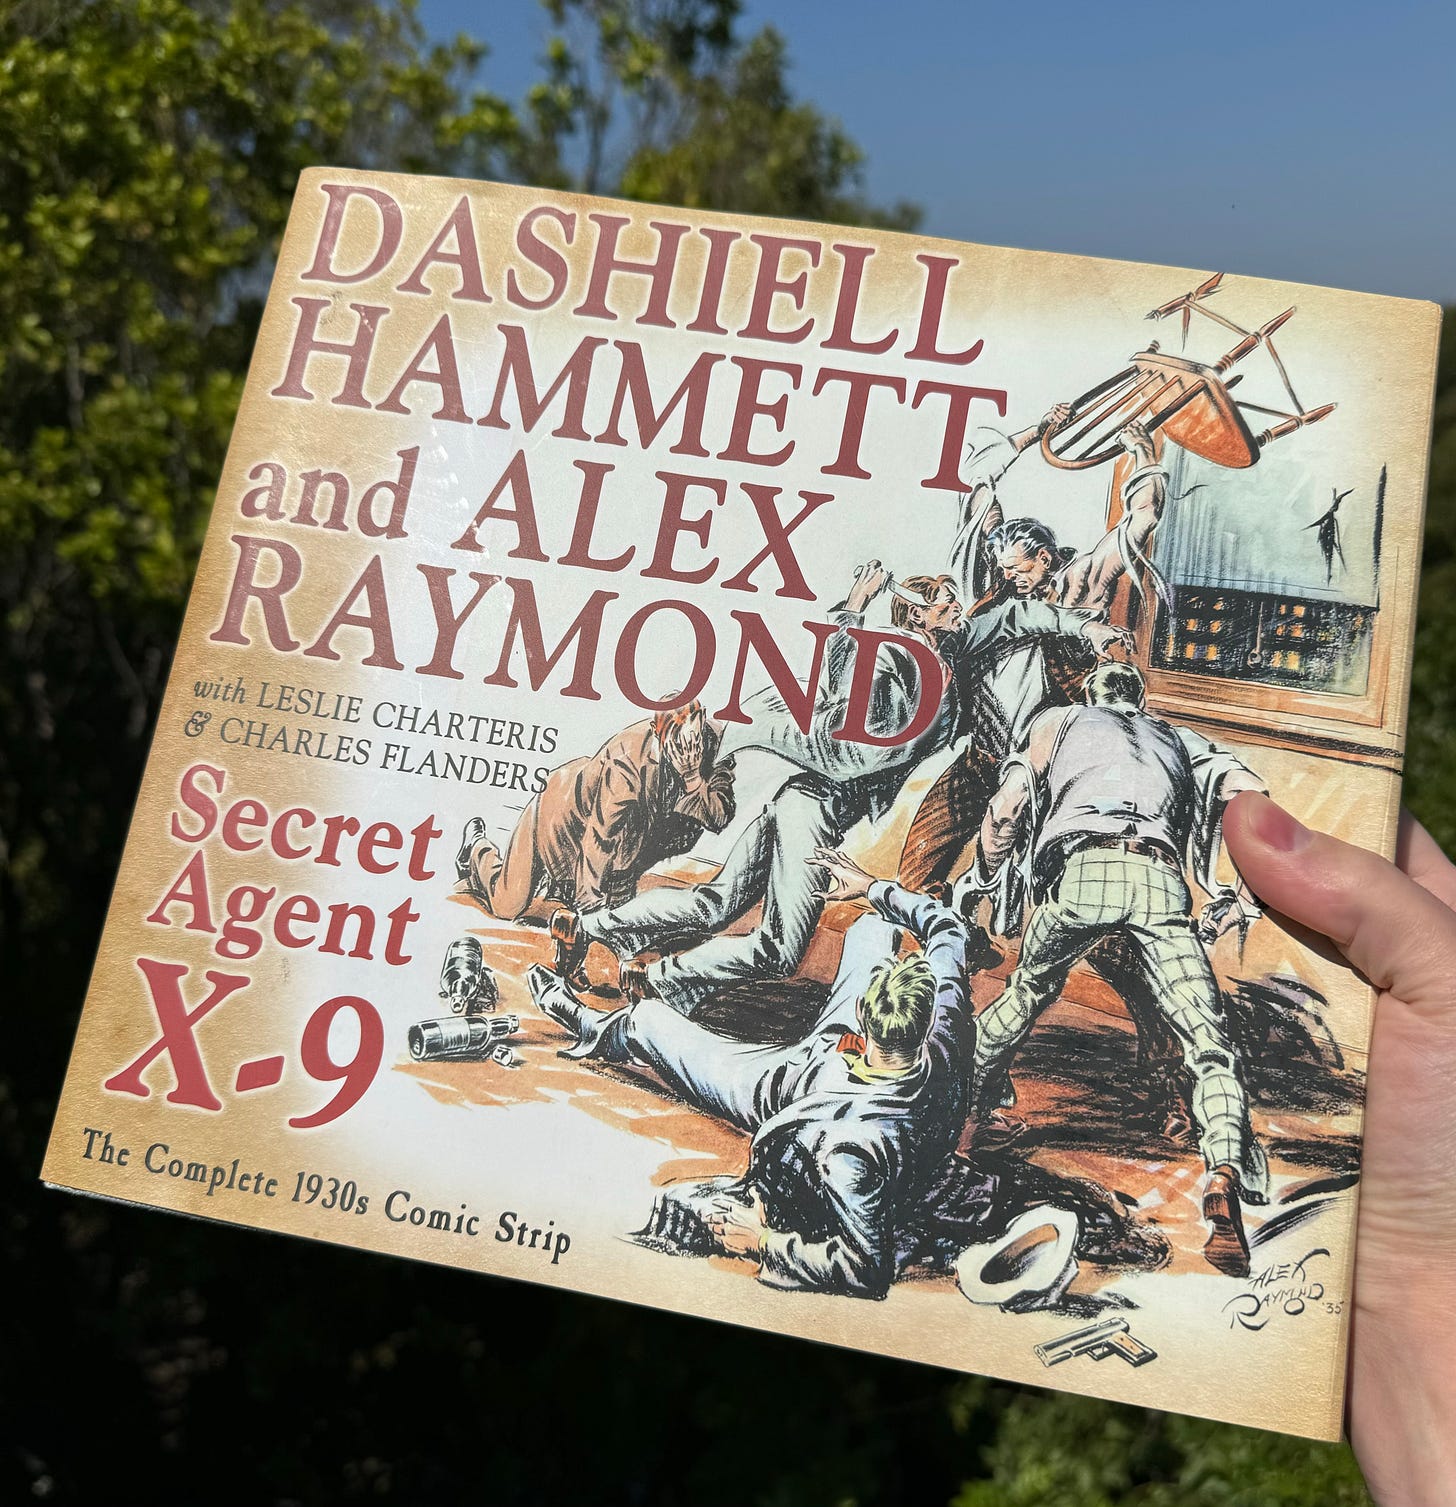 DASHIELL
HAMMETT
and ALEX
RAYMOND
with LESLIE CHARTERIS
& CHARLES FLANDERS
Secret
Agent
X-9
The Complete 1930s Comic Strip
ALEX
RAYMOND
'35